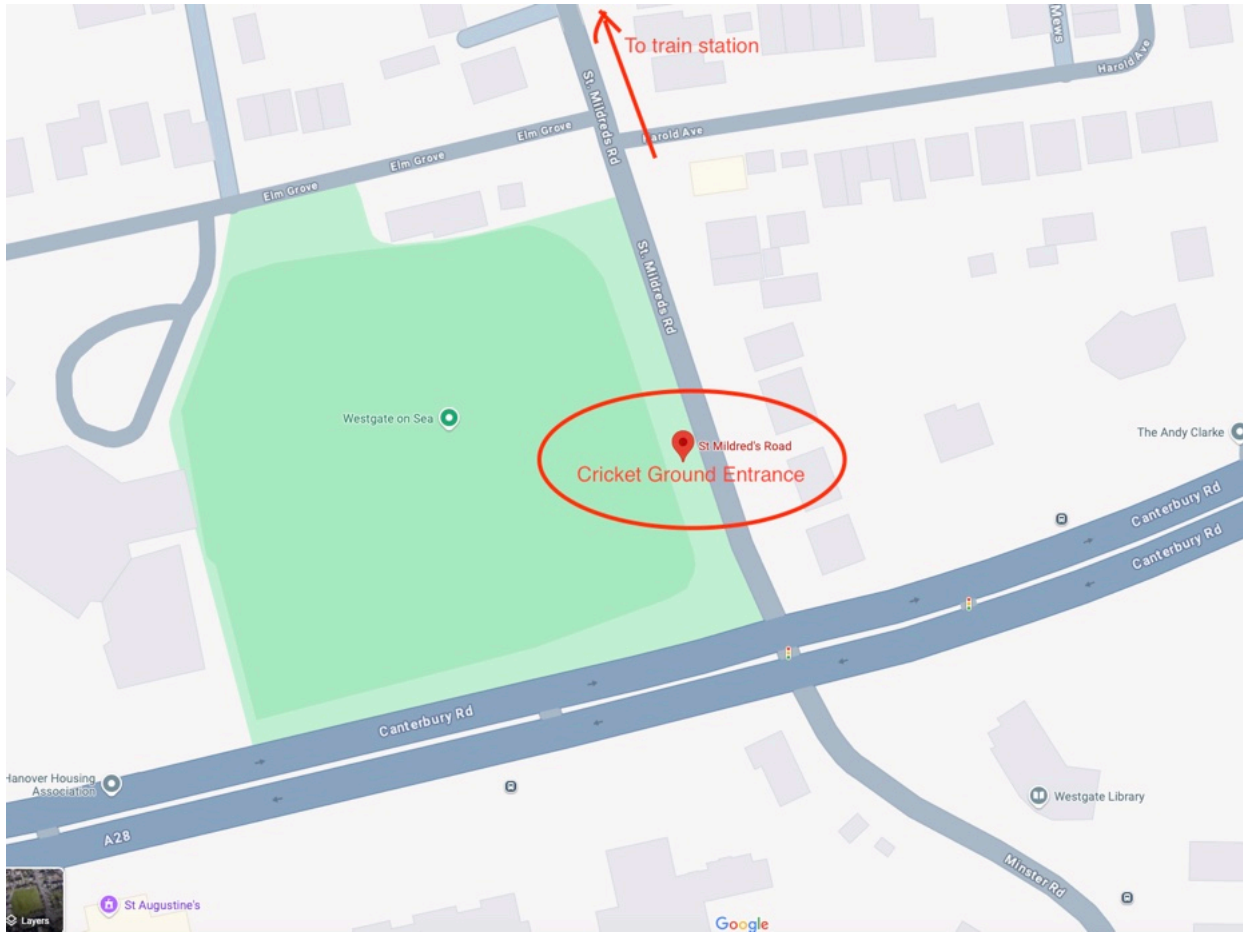 To train station
Mews
Harold Ave
St. Mildreds Rd
Harold Ave
Elm Grove
Elm Grove
Elm Grove
St. Mildreds Rd
Westgate on Sea
St Mildred's Road
Cricket Ground Entrance
The Andy Clarke
Canterbury Rd
Canterbury Rd
Canterbury Rd
Hanover Housing
Association
Westgate Library
A28
Minster Rd
St Augustine's
Layers
Google